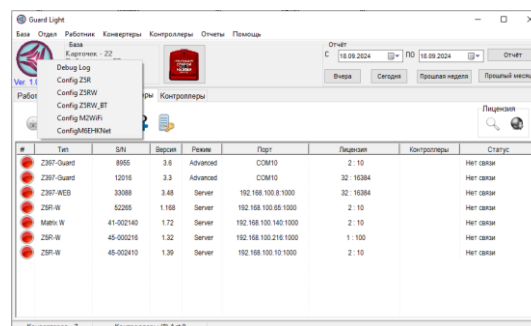 Guard Light
База Отдел Работник Конвертеры Контроллеры Отчеты Помощь
База
Карточек - 22
Отчёт
С 18.09.2024 ПО 18.09.2024 Отчёт
Вчера Сегодня Прошлая неделя Прошлый месяц
Ver. 1.
Debug Log
Config Z5R
Config Z5RW
Config Z5RW_BT
Config M2WiFi
ConfigM6EHKNet
Контроллеры
Лицензия
# Тип S/N Версия Режим Порт Лицензия Контроллеры Статус
Z397-Guard 8955 3.6 Advanced COM10 2 : 10 Нет связи
Z397-Guard 12016 3.3 Advanced COM10 32 : 16384 Нет связи
Z397-WEB 33088 3.48 Server 192.168.100.8:1000 32 : 16384 Нет связи
Z5R-W 52265 1.168 Server 192.168.100.65:1000 2 : 10 Нет связи
Matrix W 41-002140 1.72 Server 192.168.100.140:1000 2 : 10 Нет связи
Z5R-W 45-000216 1.32 Server 192.168.100.216:1000 1 : 100 Нет связи
Z5R-W 45-002410 1.39 Server 192.168.100.10:1000 2 : 10 Нет связи